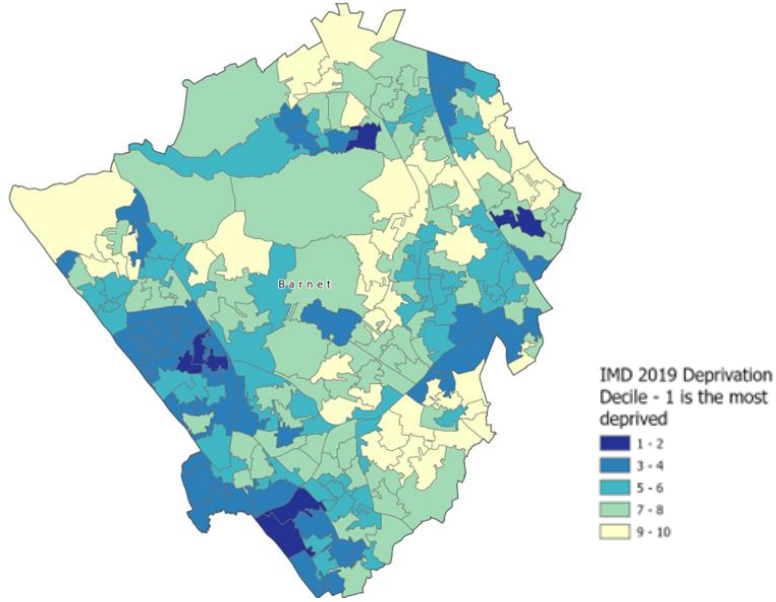 Barnet
IMD 2019 Deprivation
Decile - 1 is the most
deprived
1 - 2
3 - 4
5 - 6
7 - 8
9 - 10